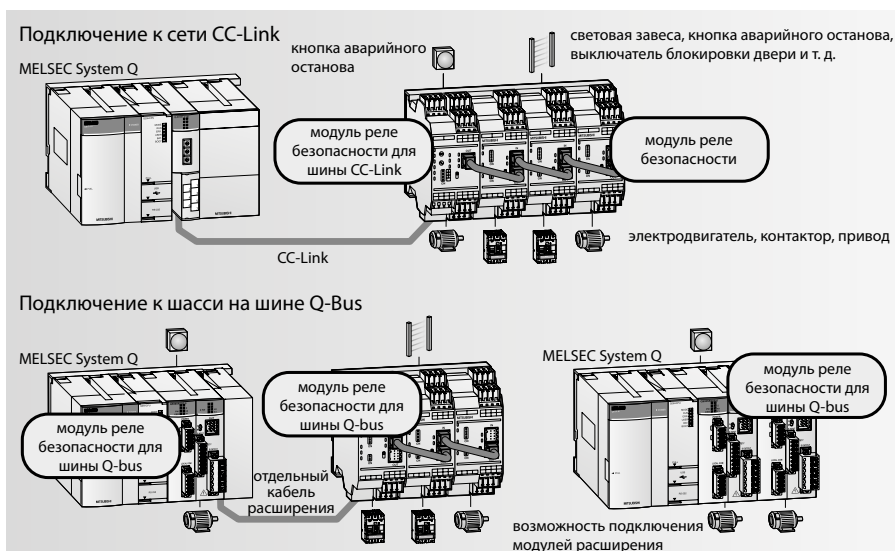 Подключение к сети CC-Link
MELSEC System Q
кнопка аварийного
останова
световая завеса, кнопка аварийного останова,
выключатель блокировки двери и т. д.
модуль реле
безопасности для
шины CC-Link
модуль реле
безопасности
MITSUBISHI
CC-Link
электродвигатель, контактор, привод
Подключение к шасси на шине Q-Bus
MELSEC System Q
модуль реле
безопасности для
шины Q-bus
модуль реле
безопасности для
шины Q-bus
отдельный
кабель
расширения
MELSEC System Q
модуль реле
безопасности для
шины Q-bus
возможность подключения
модулей расширения